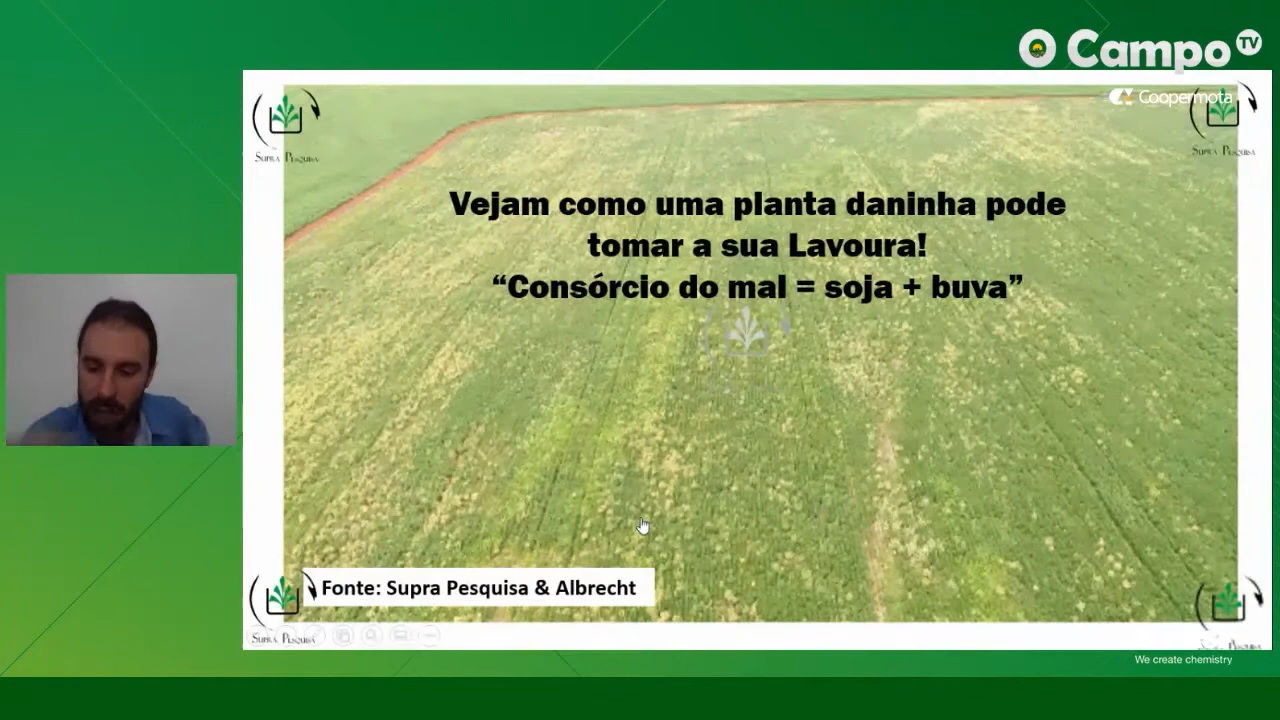 O Campo TV
Coopermota
Supra Pesquisa
Supra Pesquisa
Vejam como uma planta daninha pode
tomar a sua Lavoura!
“Consórcio do mal = soja + buva”
Fonte: Supra Pesquisa & Albrecht
Supra Pesquisa
We create chemistry